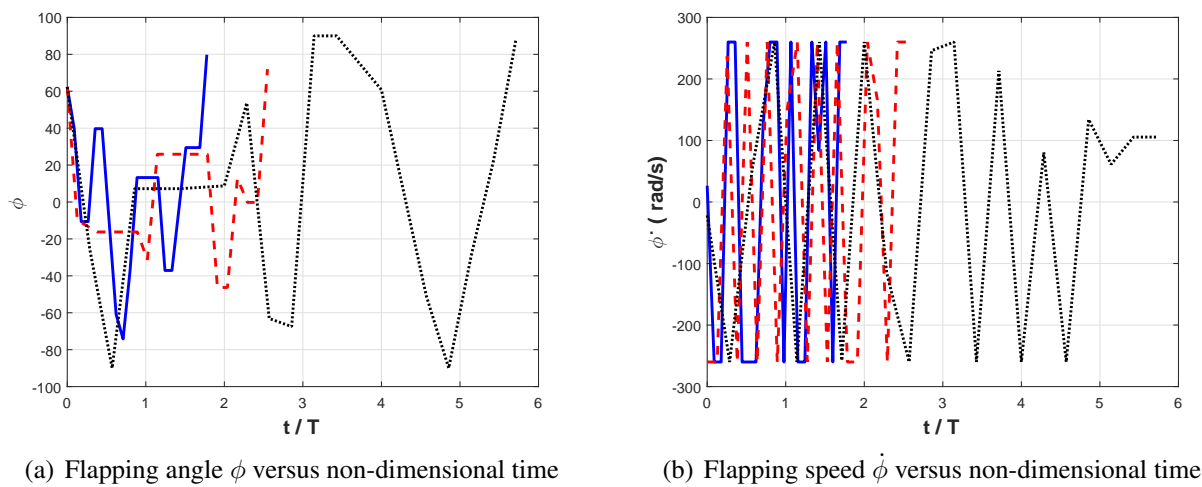 100
80
60
40
20
0
-20
-40
-60
-80
-100
ϕ
0 1 2 3 4 5 6
t / T
(a) Flapping angle ϕ versus non-dimensional time
300
200
100
0
-100
-200
-300
ϕ˙ ( rad/s)
0 1 2 3 4 5 6
t / T
(b) Flapping speed ϕ̇ versus non-dimensional time